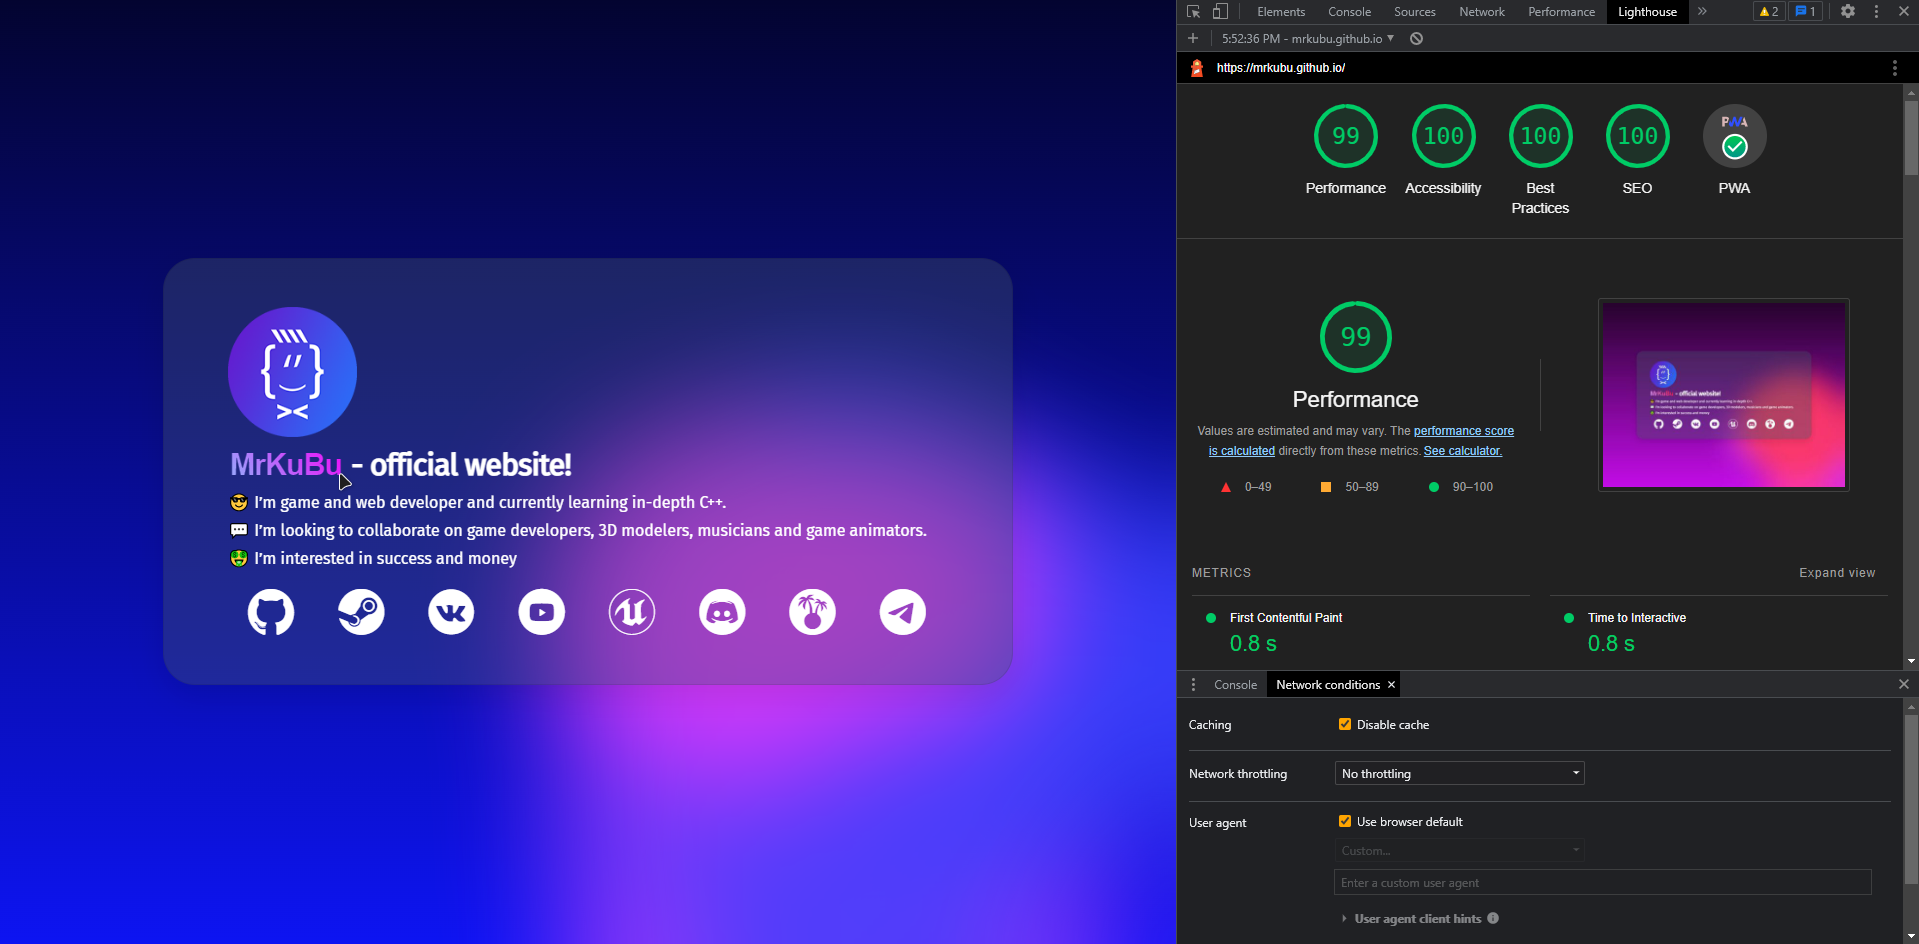 MrKuBu - official website!
😎 I'm game and web developer and currently learning in-depth C++.
💬 I'm looking to collaborate on game developers, 3D modelers, musicians and game animators.
🤑 I'm interested in success and money
Elements Console Sources Network Performance Lighthouse » 2 1
+ 5:52:36 PM - mrkubu.github.io
https://mrkubu.github.io/
99 100 100 100 PWA
Performance Accessibility Best Practices SEO PWA
99
Performance
Values are estimated and may vary. The performance score
is calculated directly from these metrics. See calculator.
0–49 50–89 90–100
MrKuBu - official website!
METRICS Expand view
First Contentful Paint Time to Interactive
0.8 s 0.8 s
Console Network conditions ×
Caching Disable cache
Network throttling No throttling
User agent Use browser default
Custom...
Enter a custom user agent
User agent client hints